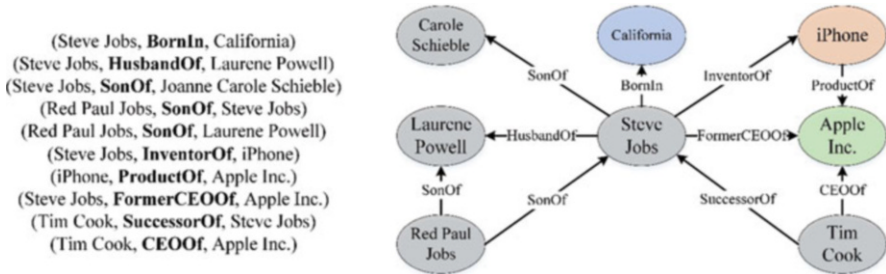 (Steve Jobs, BornIn, California)
(Steve Jobs, HusbandOf, Laurene Powell)
(Steve Jobs, SonOf, Joanne Carole Schieble)
(Red Paul Jobs, SonOf, Steve Jobs)
(Red Paul Jobs, SonOf, Laurene Powell)
(Steve Jobs, InventorOf, iPhone)
(iPhone, ProductOf, Apple Inc.)
(Steve Jobs, FormerCEOOf, Apple Inc.)
(Tim Cook, SuccessorOf, Steve Jobs)
(Tim Cook, CEOOf, Apple Inc.)
Carole
Schieble
California
iPhone
SonOf
BornIn
InventorOf
ProductOf
Laurene
Powell
HusbandOf
Steve
Jobs
FormerCEOOf
Apple
Inc.
SonOf
SonOf
SuccessorOf
CEOOf
Red Paul
Jobs
Tim
Cook